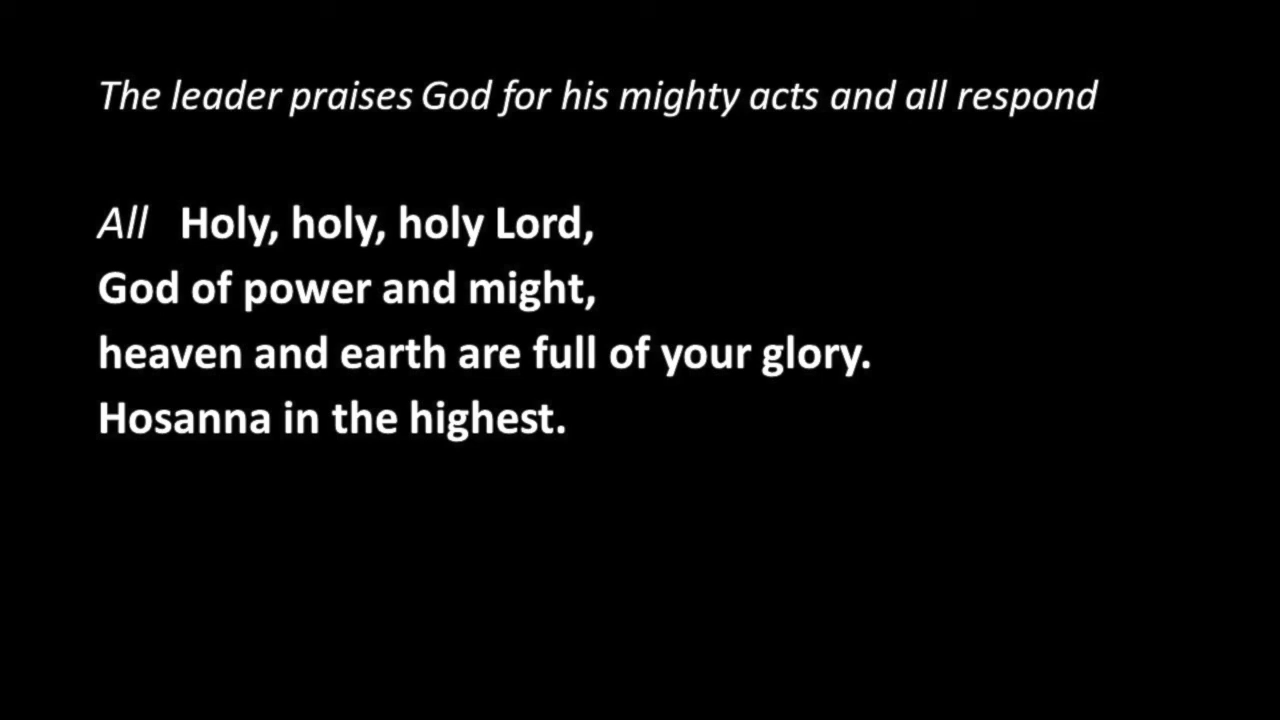 The leader praises God for his mighty acts and all respond
All Holy, holy, holy Lord,
God of power and might,
heaven and earth are full of your glory.
Hosanna in the highest.